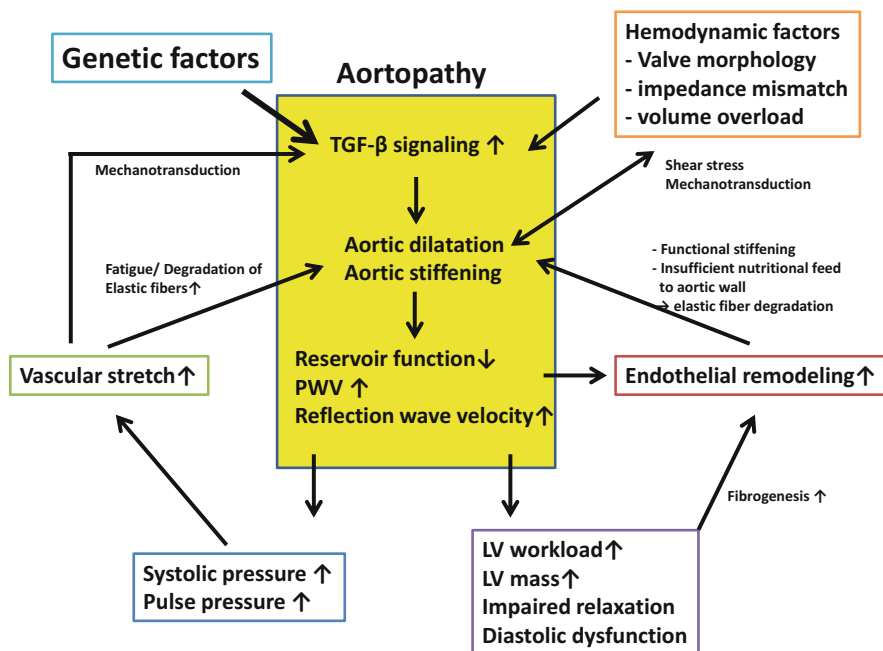 Genetic factors
Aortopathy
Hemodynamic factors
- Valve morphology
- impedance mismatch
- volume overload
TGF-β signaling ↑
Mechanotransduction
Shear stress
Mechanotransduction
Aortic dilatation
Aortic stiffening
Fatigue/ Degradation of
Elastic fibers↑
- Functional stiffening
- Insufficient nutritional feed
to aortic wall
→ elastic fiber degradation
Vascular stretch↑
Reservoir function↓
PWV ↑
Reflection wave velocity↑
Endothelial remodeling↑
Fibrogenesis ↑
Systolic pressure ↑
Pulse pressure ↑
LV workload↑
LV mass↑
Impaired relaxation
Diastolic dysfunction